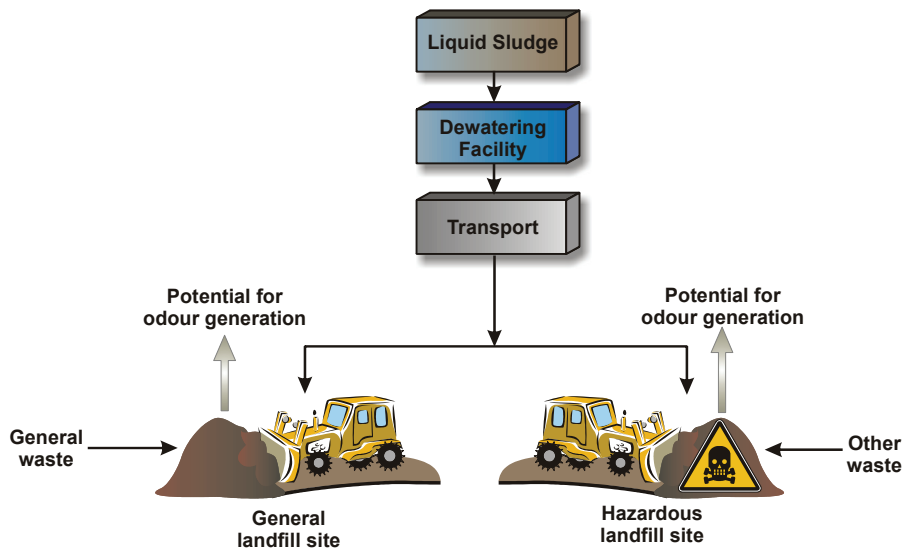 Liquid Sludge
Dewatering
Facility
Transport
Potential for
odour generation
Potential for
odour generation
General
waste
Other
waste
General
landfill site
Hazardous
landfill site